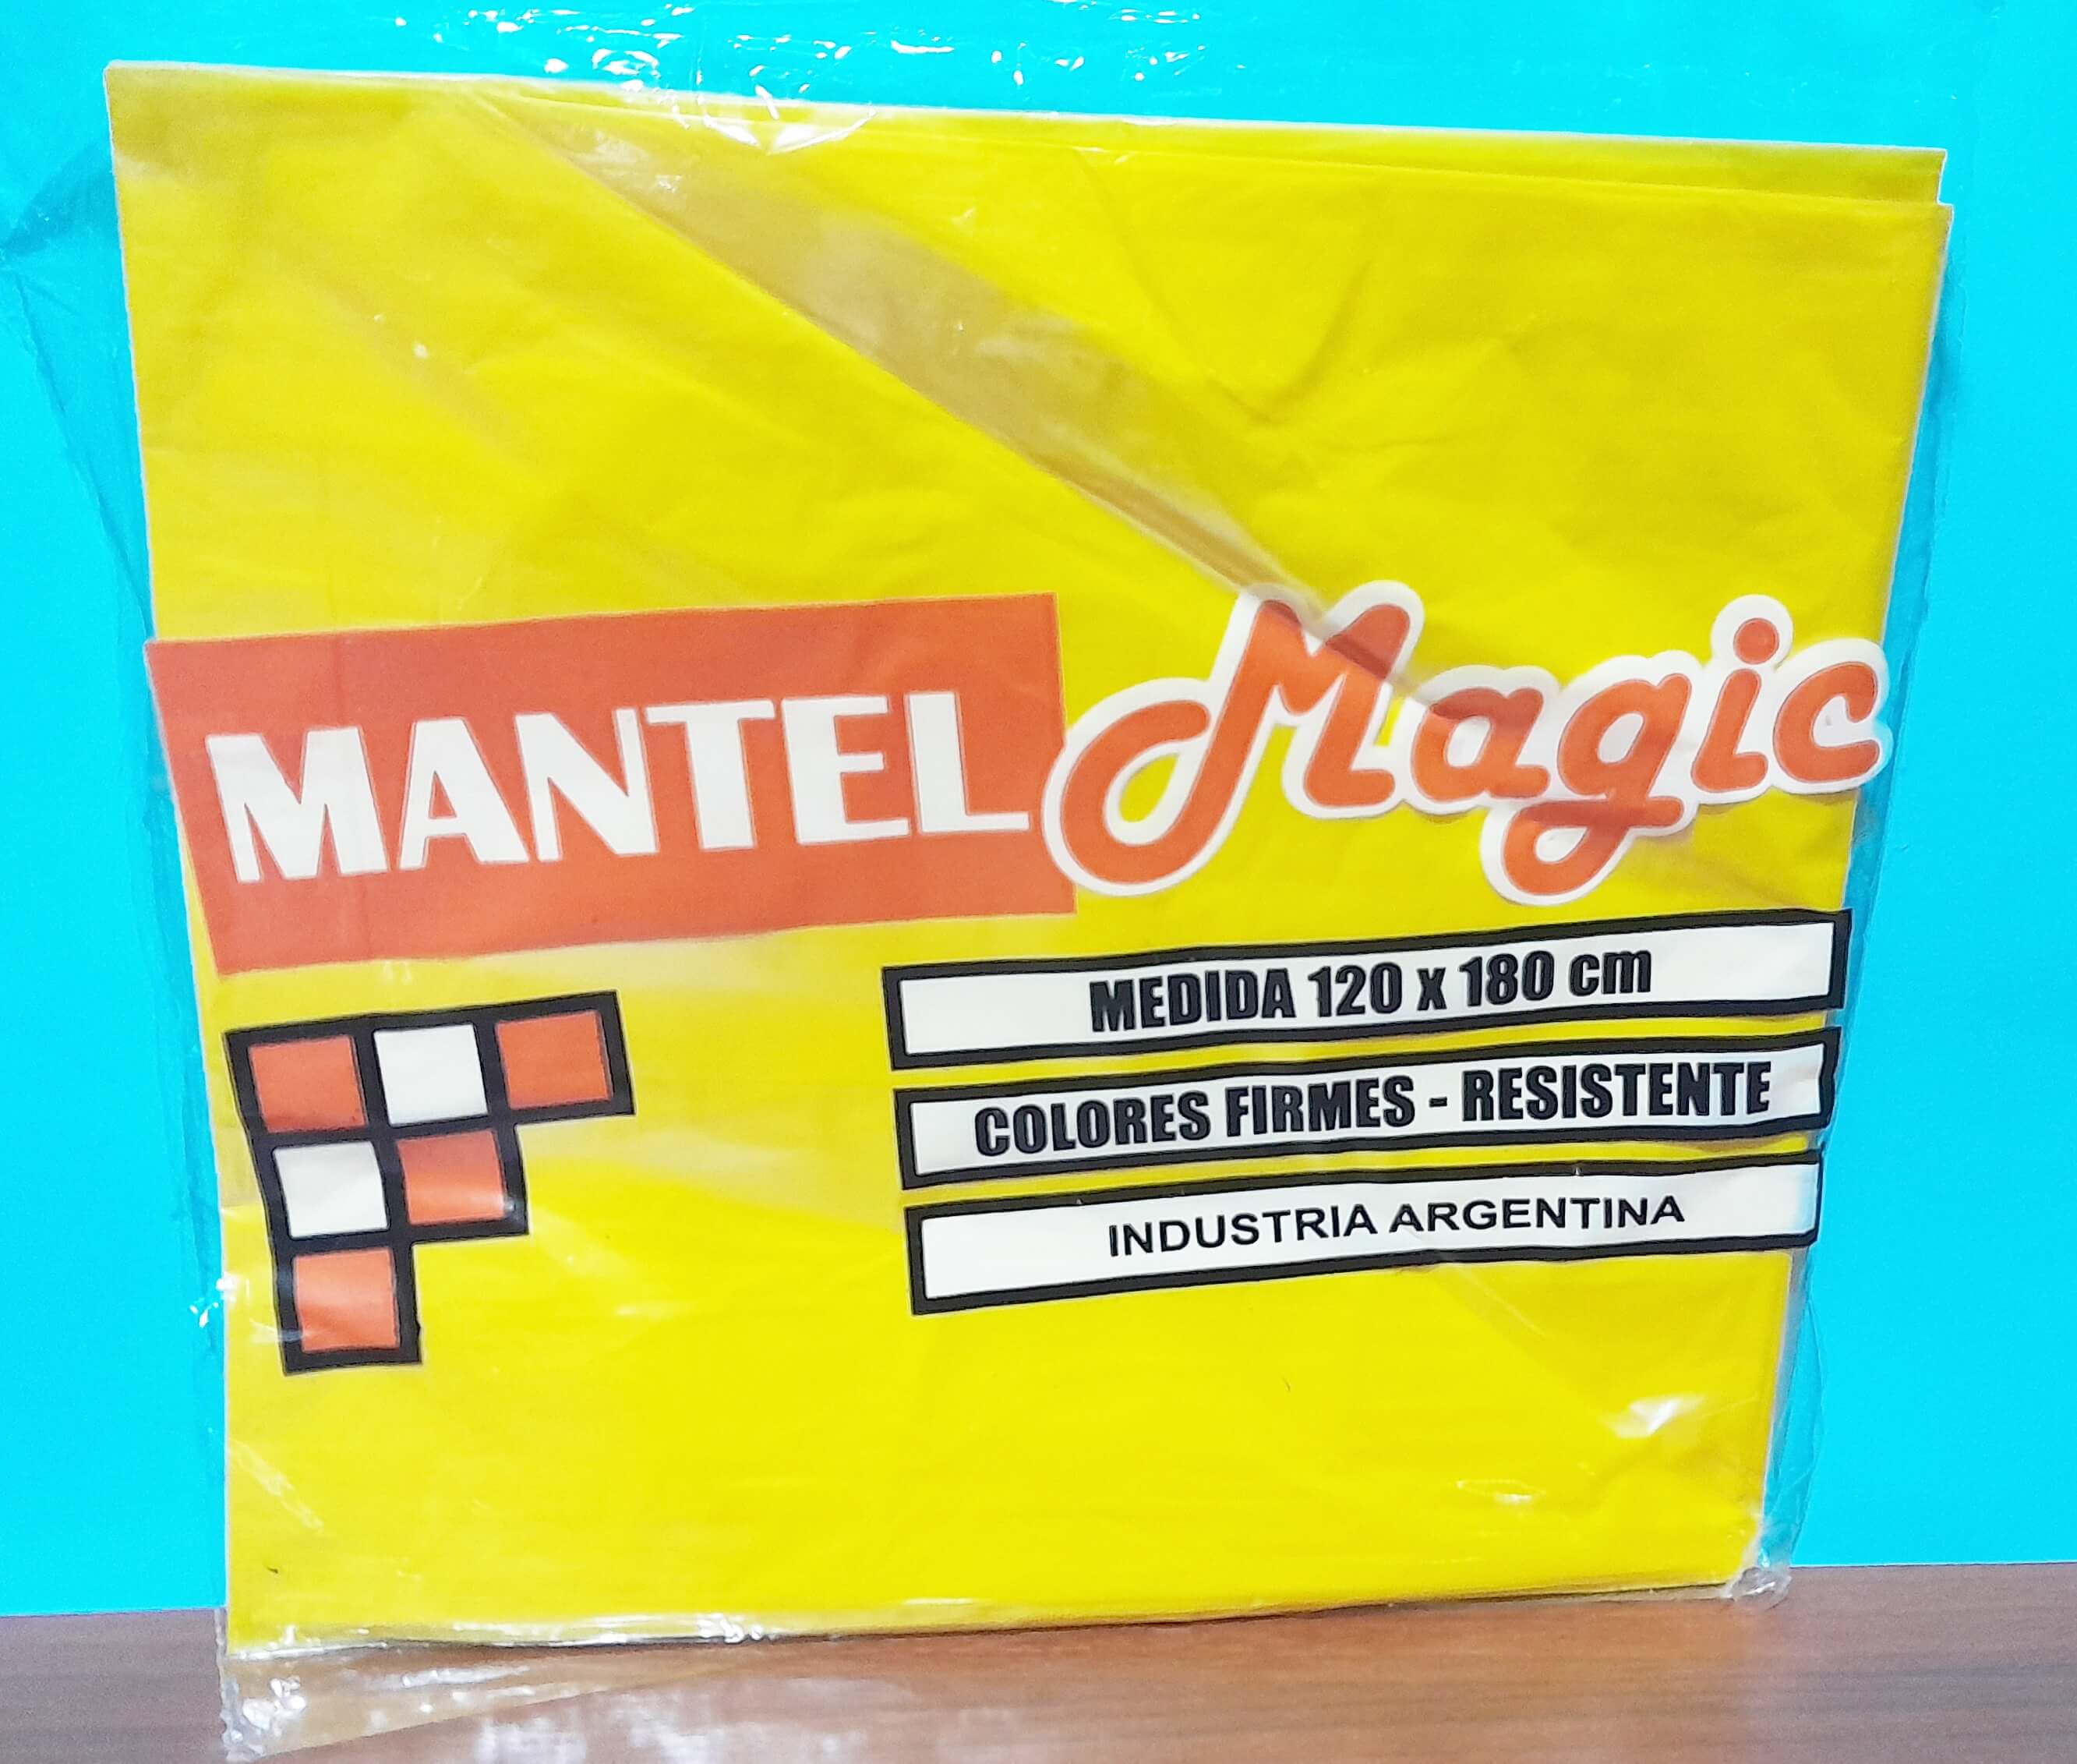 MANTEL Magic
MEDIDA 120 x 180 cm
COLORES FIRMES - RESISTENTE
INDUSTRIA ARGENTINA